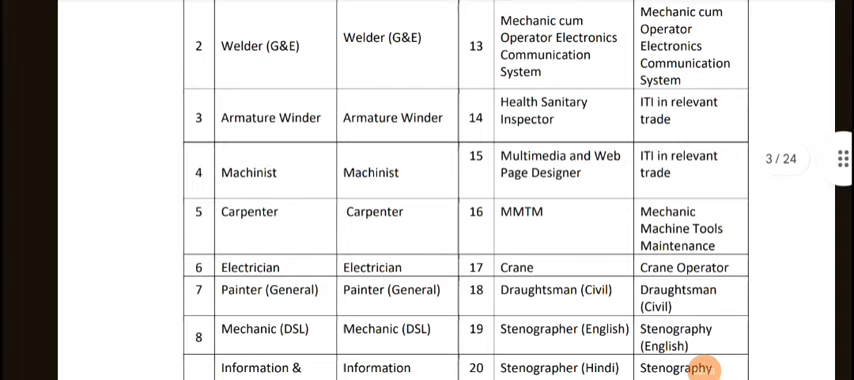 Mechanic cum
Operator
Electronics
Communication
System
2 Welder (G&E) Welder (G&E) 13 Mechanic cum
Operator Electronics
Communication
System
3 Armature Winder Armature Winder 14 Health Sanitary
Inspector
ITI in relevant
trade
4 Machinist Machinist 15 Multimedia and Web
Page Designer
ITI in relevant
trade
5 Carpenter Carpenter 16 MMTM Mechanic
Machine Tools
Maintenance
6 Electrician Electrician 17 Crane Crane Operator
7 Painter (General) Painter (General) 18 Draughtsman (Civil) Draughtsman
(Civil)
8 Mechanic (DSL) Mechanic (DSL) 19 Stenographer (English) Stenography
(English)
Information & Information 20 Stenographer (Hindi) Stenography
3 / 24